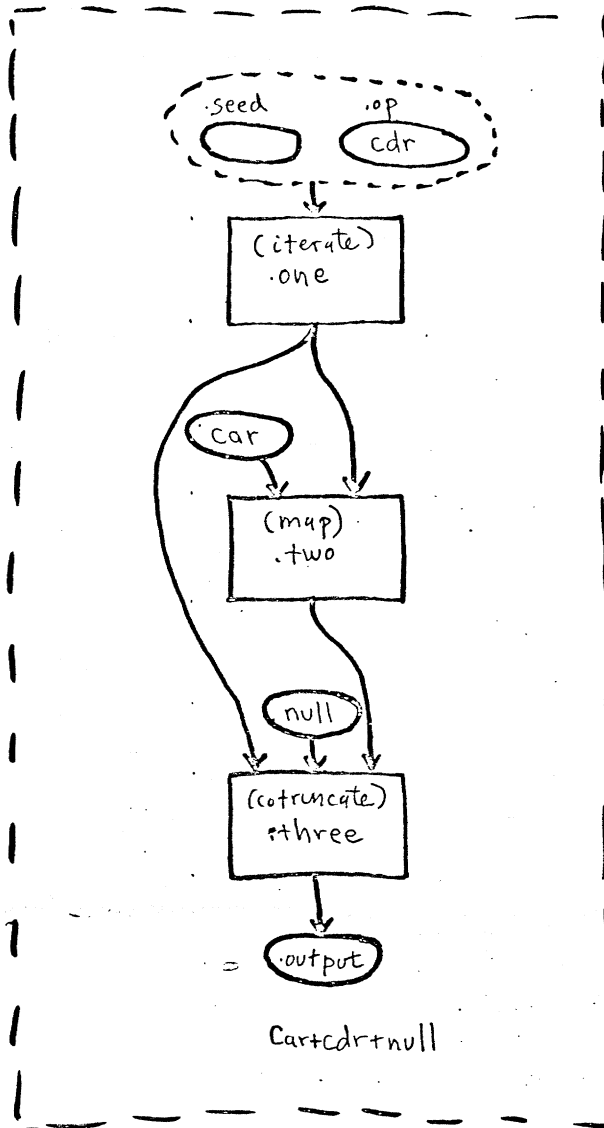 .seed .op
cdr
(iterate)
.one
car
(map)
.two
null
(cotruncate)
.three
= .output
Car+cdr+null